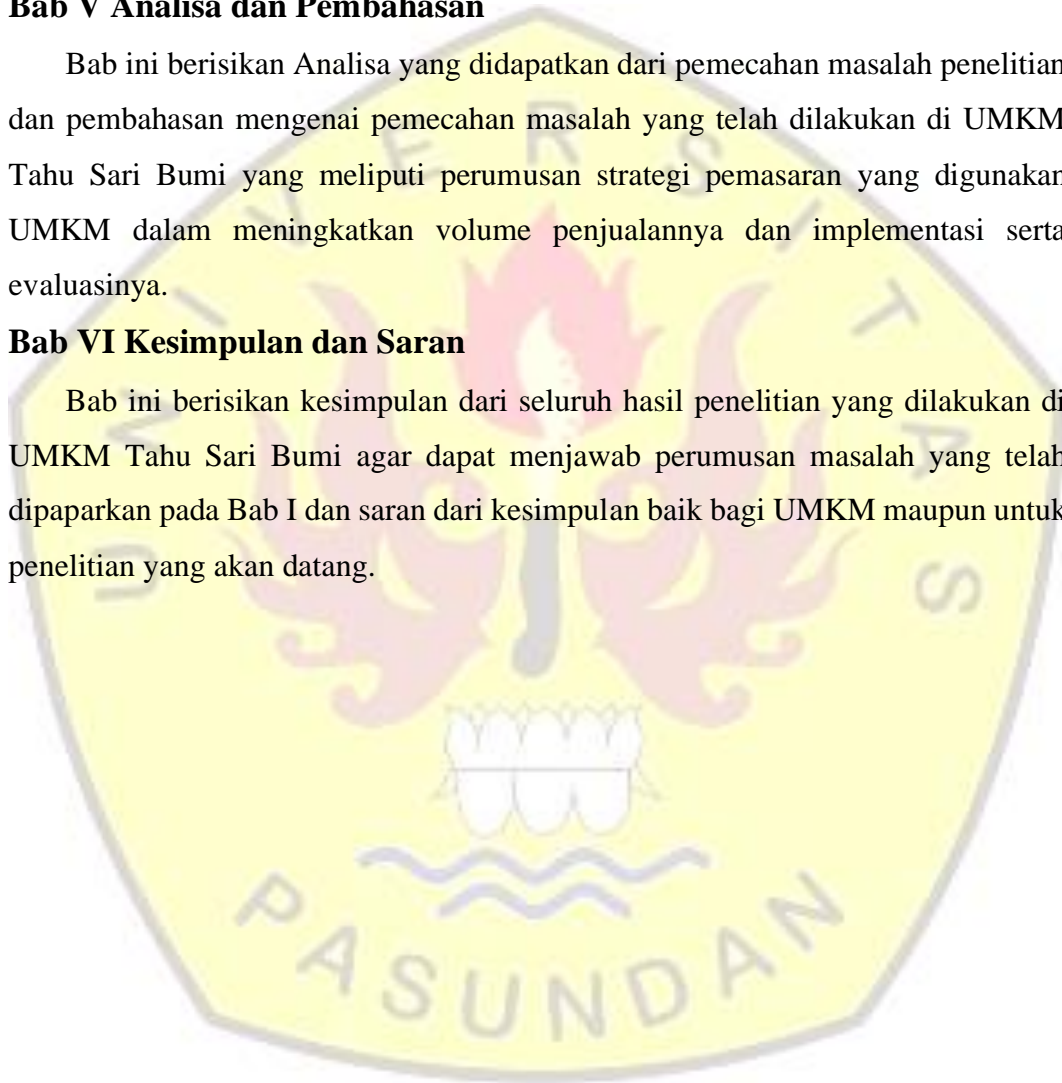 Bab V Analisa dan Pembahasan
Bab ini berisikan Analisa yang didapatkan dari pemecahan masalah penelitian
dan pembahasan mengenai pemecahan masalah yang telah dilakukan di UMKM
Tahu Sari Bumi yang meliputi perumusan strategi pemasaran yang digunakan
UMKM dalam meningkatkan volume penjualannya dan implementasi serta
evaluasinya.
Bab VI Kesimpulan dan Saran
Bab ini berisikan kesimpulan dari seluruh hasil penelitian yang dilakukan di
UMKM Tahu Sari Bumi agar dapat menjawab perumusan masalah yang telah
dipaparkan pada Bab I dan saran dari kesimpulan baik bagi UMKM maupun untuk
penelitian yang akan datang.
UNIVERSITAS
PASUNDAN